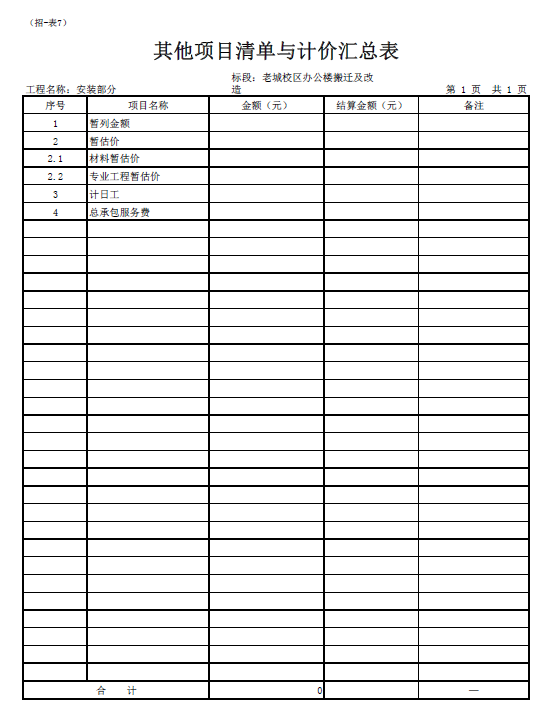 （招-表7）
其他项目清单与计价汇总表
标段：老城校区办公楼搬迁及改
工程名称：安装部分 造 第 1 页 共 1 页
序号 项目名称 金额（元） 结算金额（元） 备注
1 暂列金额
2 暂估价
2.1 材料暂估价
2.2 专业工程暂估价
3 计日工
4 总承包服务费
合 计 0 —